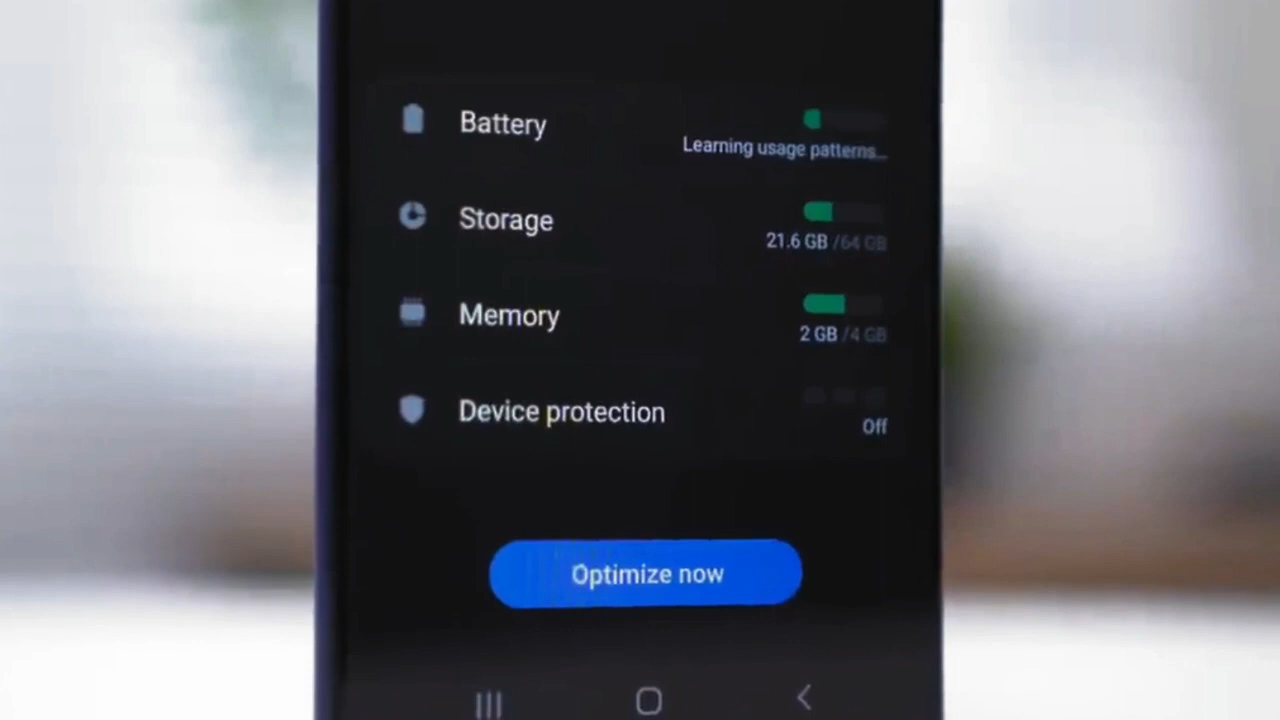 Battery
Learning usage patterns...
Storage
21.6 GB /64 GB
Memory
2 GB /4 GB
Device protection
Off
Optimize now